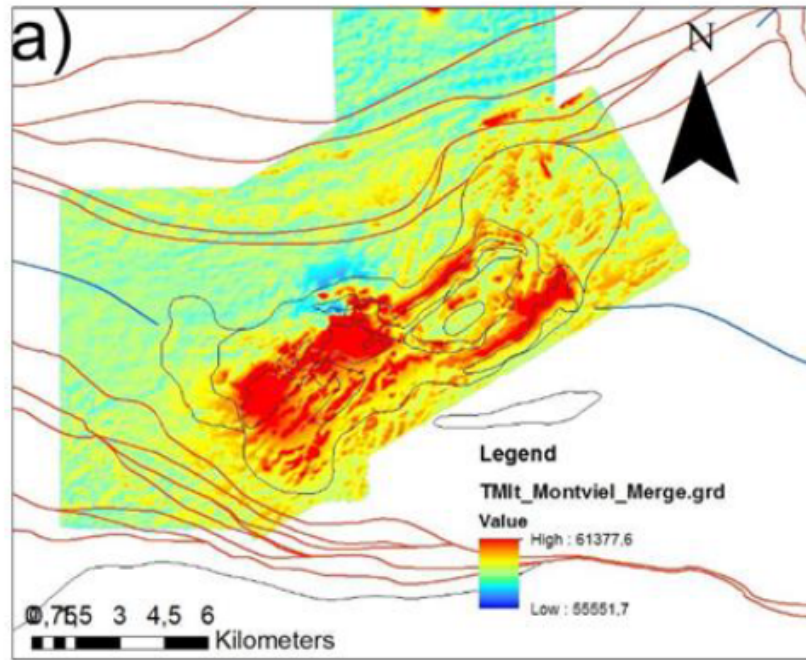 a)
N
Legend
TMIt_Montviel_Merge.grd
Value
High : 61377,6
Low : 55551,7
3 4,5 6
Kilometers